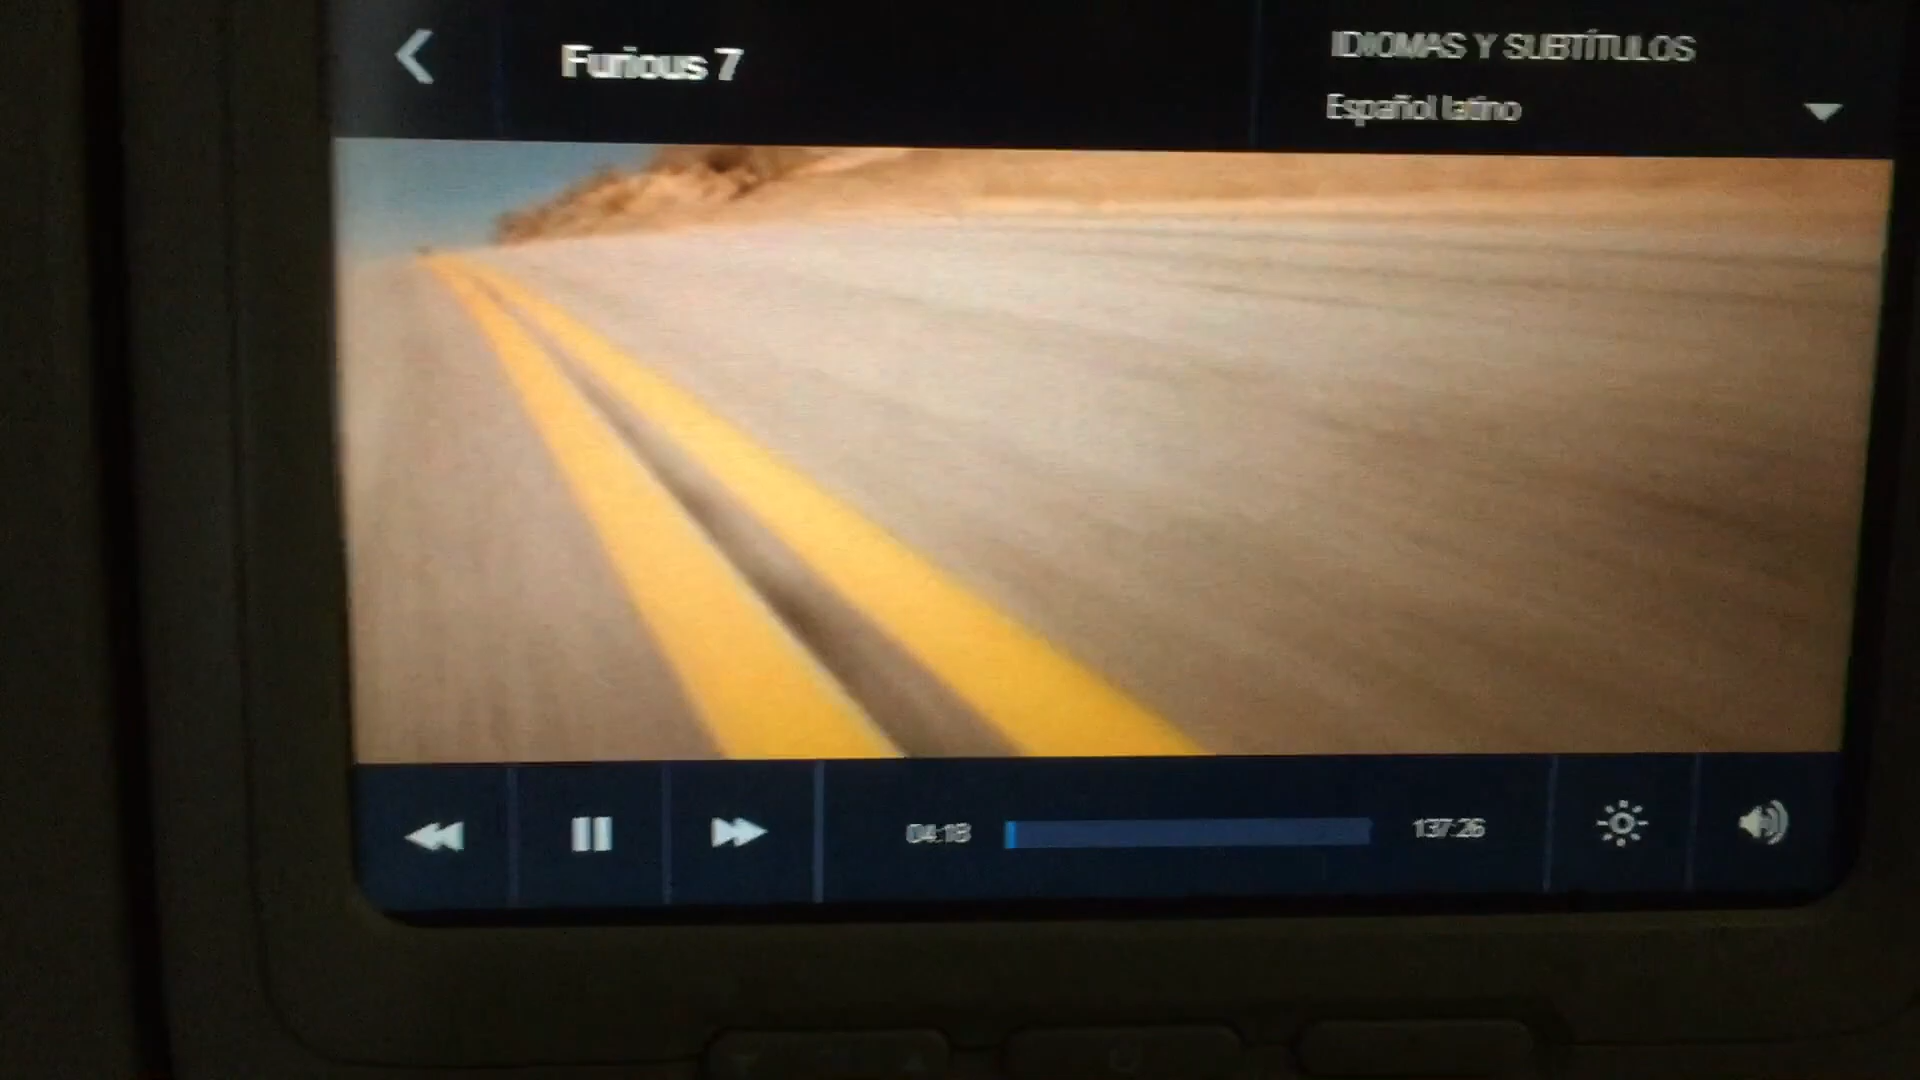 Furious 7
IDIOMAS Y SUBTÍTULOS
Español latino
04:18
137:26